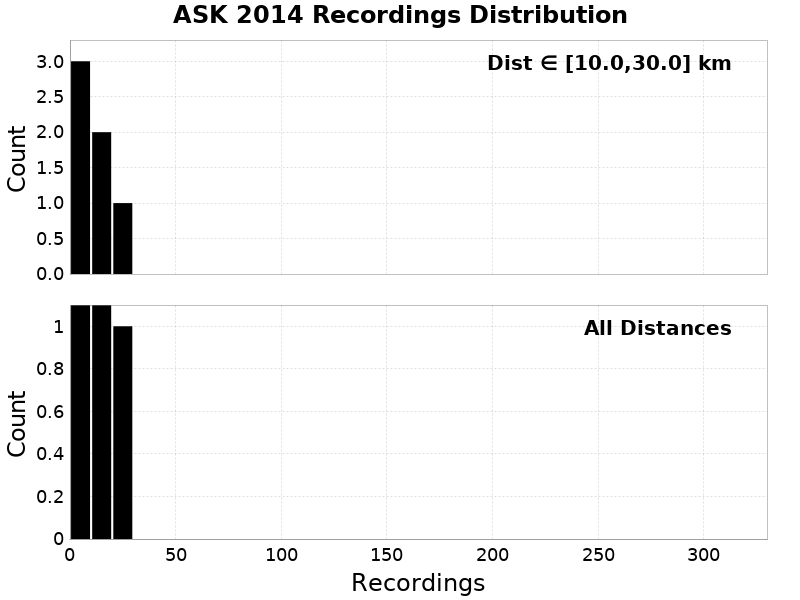 ASK 2014 Recordings Distribution
Dist ∈ [10.0,30.0] km
3.0
2.5
2.0
1.5
1.0
0.5
0.0
Count
All Distances
1
0.8
0.6
0.4
0.2
0
Count
0 50 100 150 200 250 300
Recordings